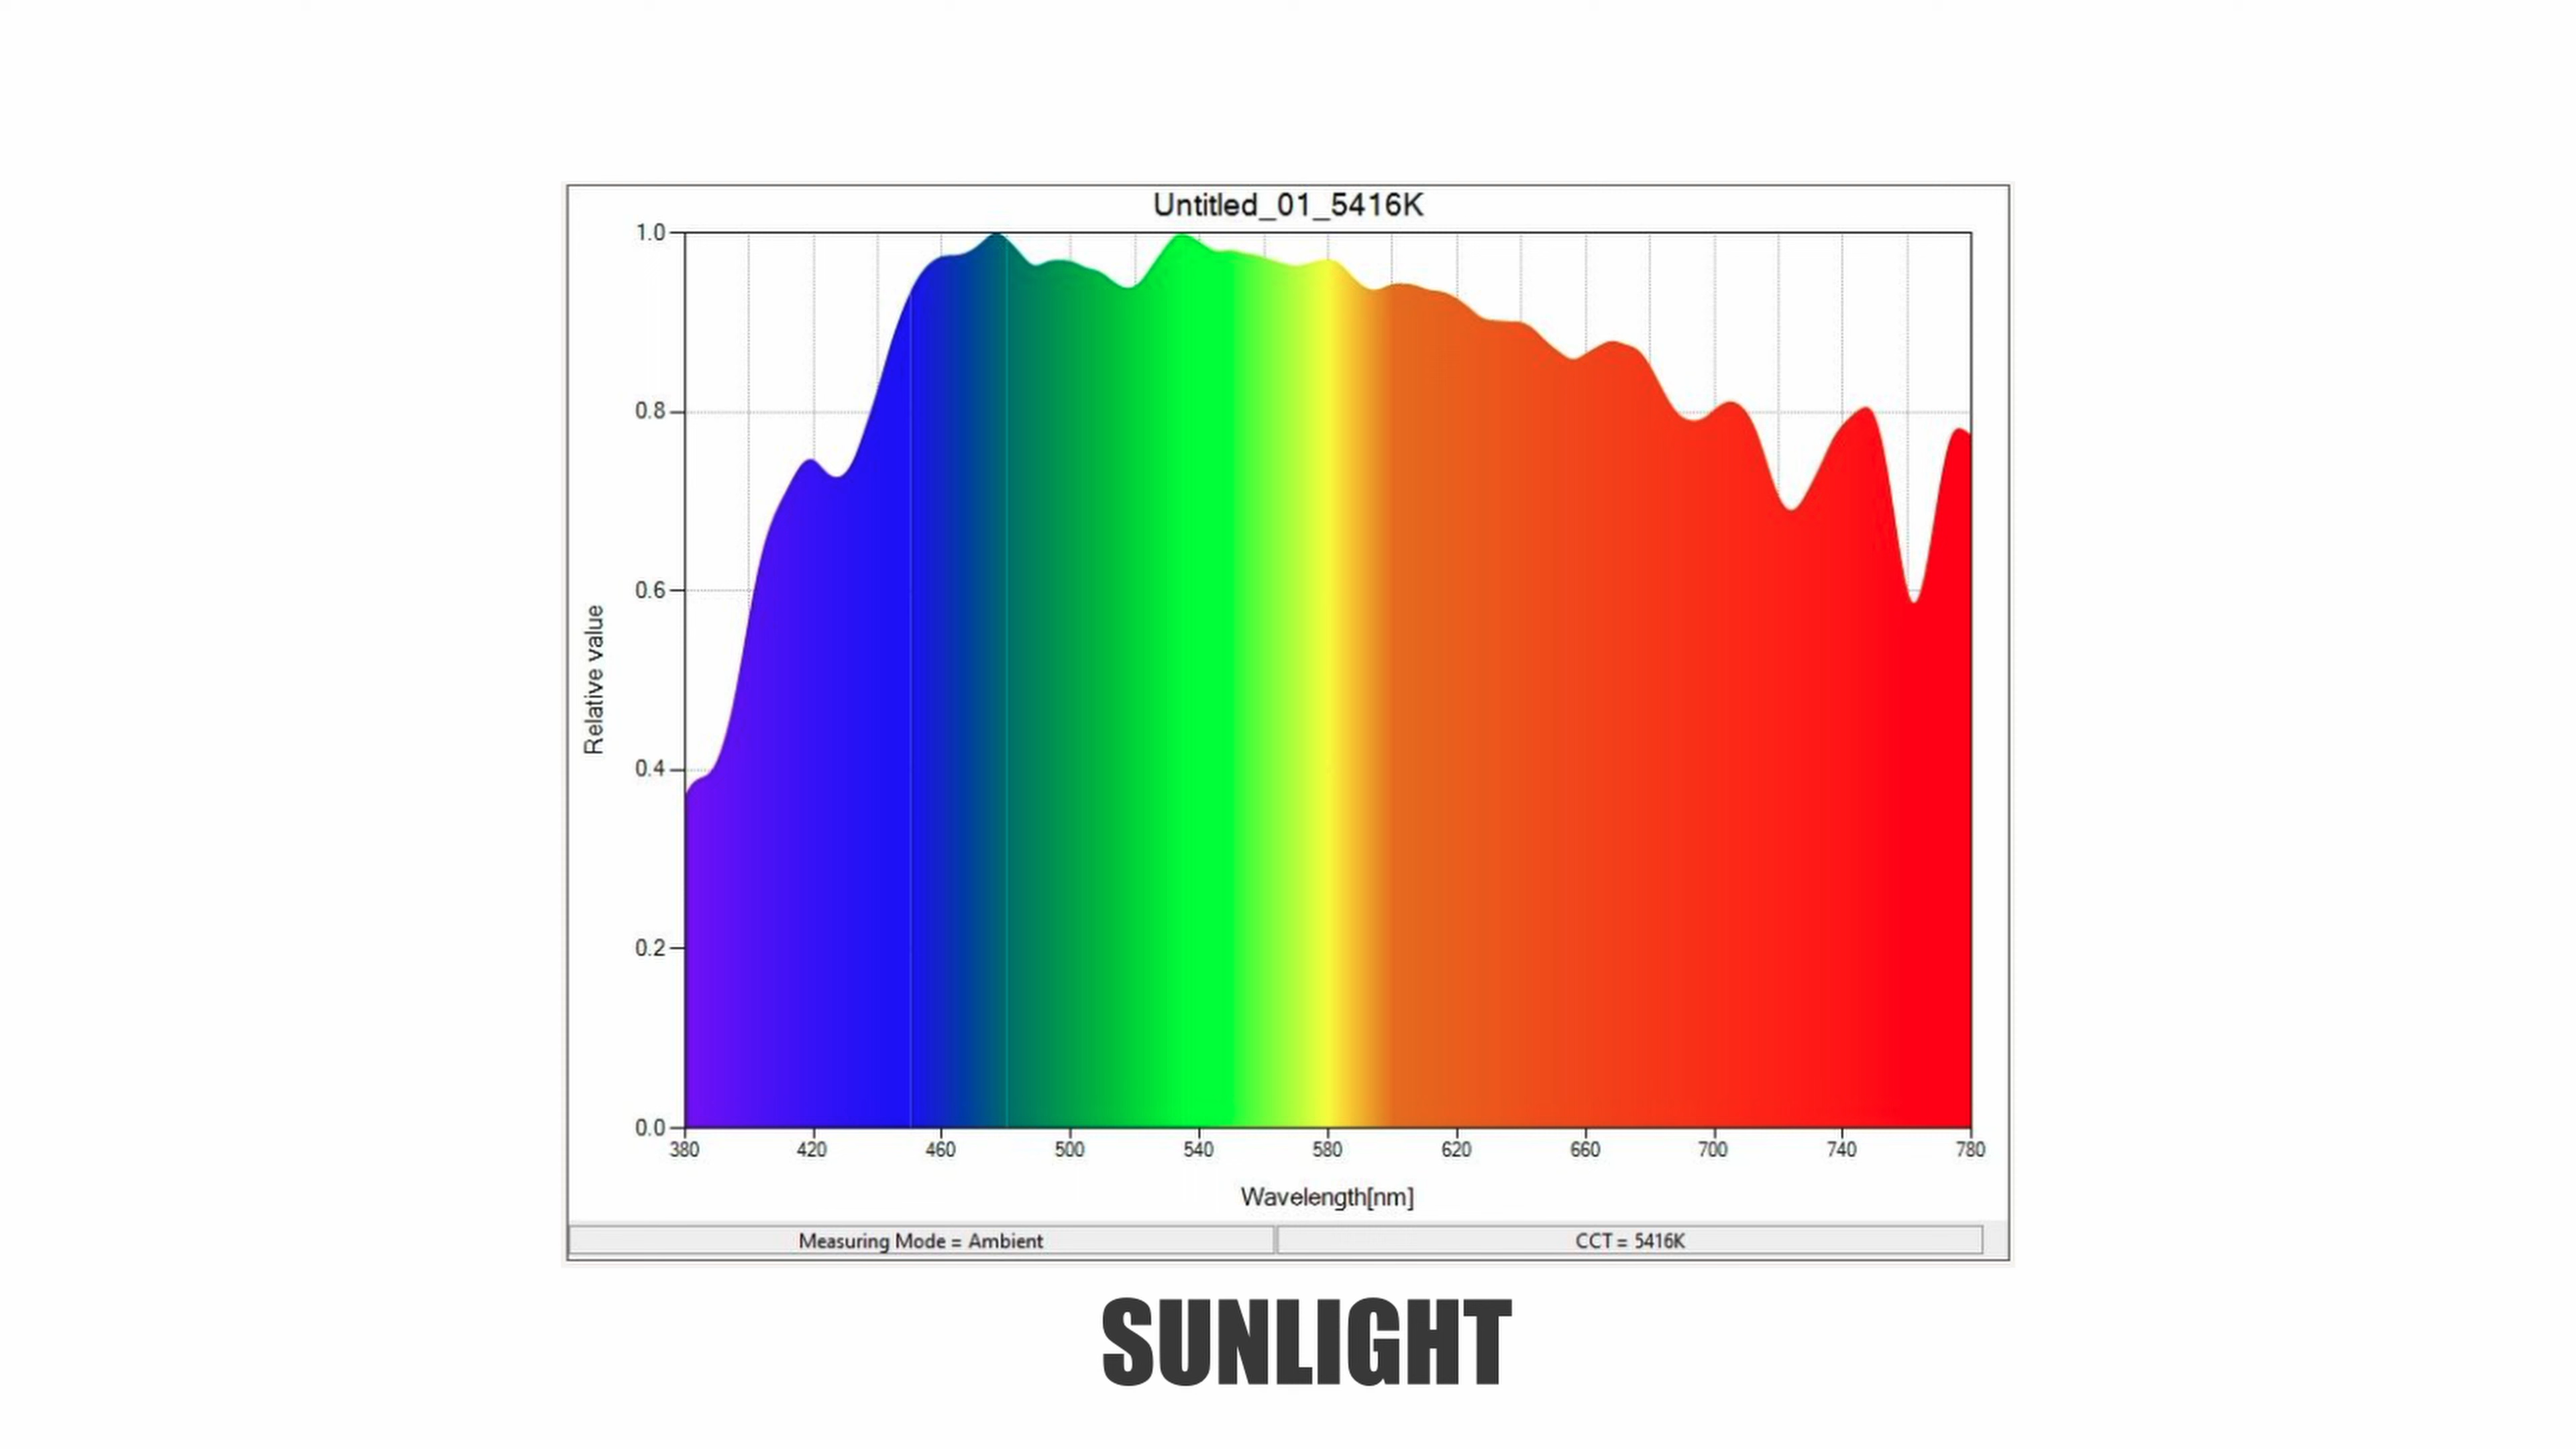 Untitled_01_5416K
1.0
0.8
0.6
0.4
0.2
0.0
Relative value
380 420 460 500 540 580 620 660 700 740 780
Wavelength[nm]
Measuring Mode = Ambient CCT = 5416K
SUNLIGHT